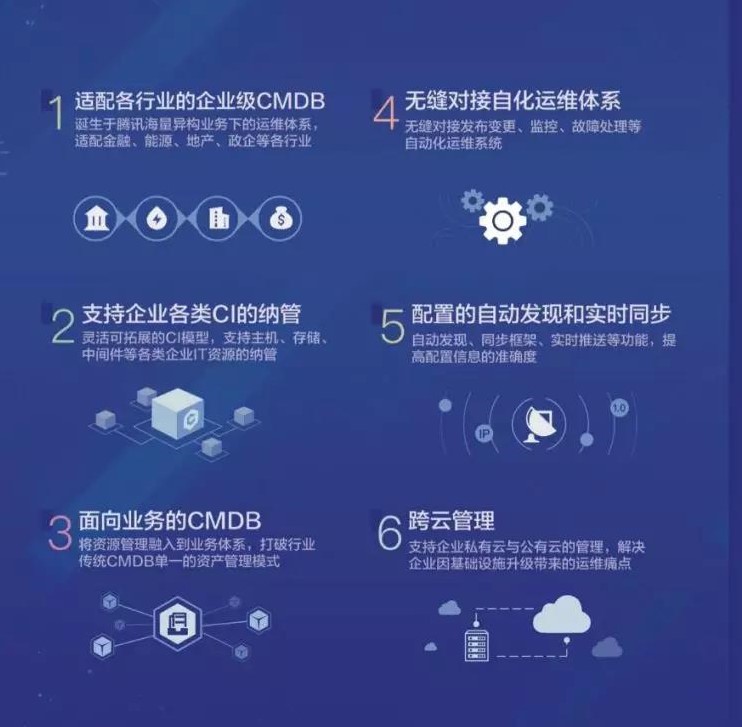 1
适配各行业的企业级CMDB
诞生于腾讯海量异构业务下的运维体系，
适配金融、能源、地产、政企等各行业
$
2
支持企业各类CI的纳管
灵活可拓展的CI模型，支持主机、存储、
中间件等各类企业IT资源的纳管
3
面向业务的CMDB
将资源管理融入到业务体系，打破行业
传统CMDB单一的资产管理模式
4
无缝对接自化运维体系
无缝对接发布变更、监控、故障处理等
自动化运维系统
5
配置的自动发现和实时同步
自动发现、同步框架、实时推送等功能，提
高配置信息的准确度
1.0
IP
6
跨云管理
支持企业私有云与公有云的管理，解决
企业因基础设施升级带来的运维痛点